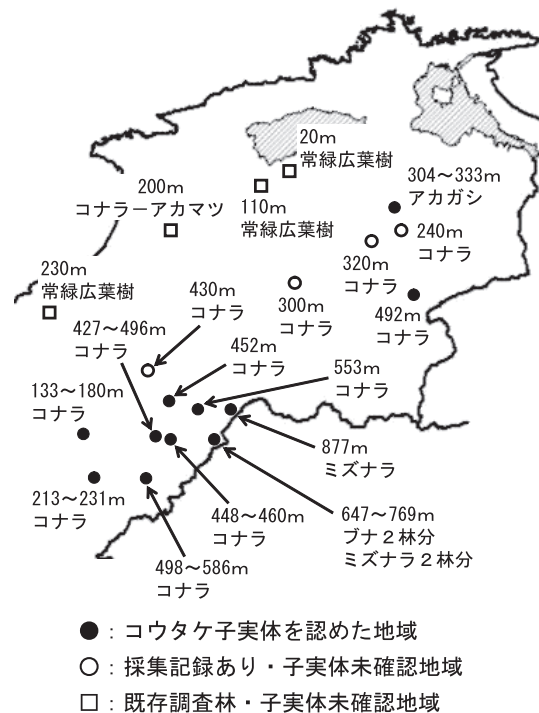 20m
常緑広葉樹
304～333m
アカガシ
200m
コナラ－アカマツ
110m
常緑広葉樹
240m
コナラ
320m
コナラ
230m
常緑広葉樹
430m
コナラ
300m
コナラ
492m
コナラ
427～496m
コナラ
452m
コナラ
553m
コナラ
133～180m
コナラ
877m
ミズナラ
213～231m
コナラ
448～460m
コナラ
647～769m
ブナ２林分
ミズナラ２林分
498～586m
コナラ
●：コウタケ子実体を認めた地域
○：採集記録あり・子実体未確認地域
□：既存調査林・子実体未確認地域